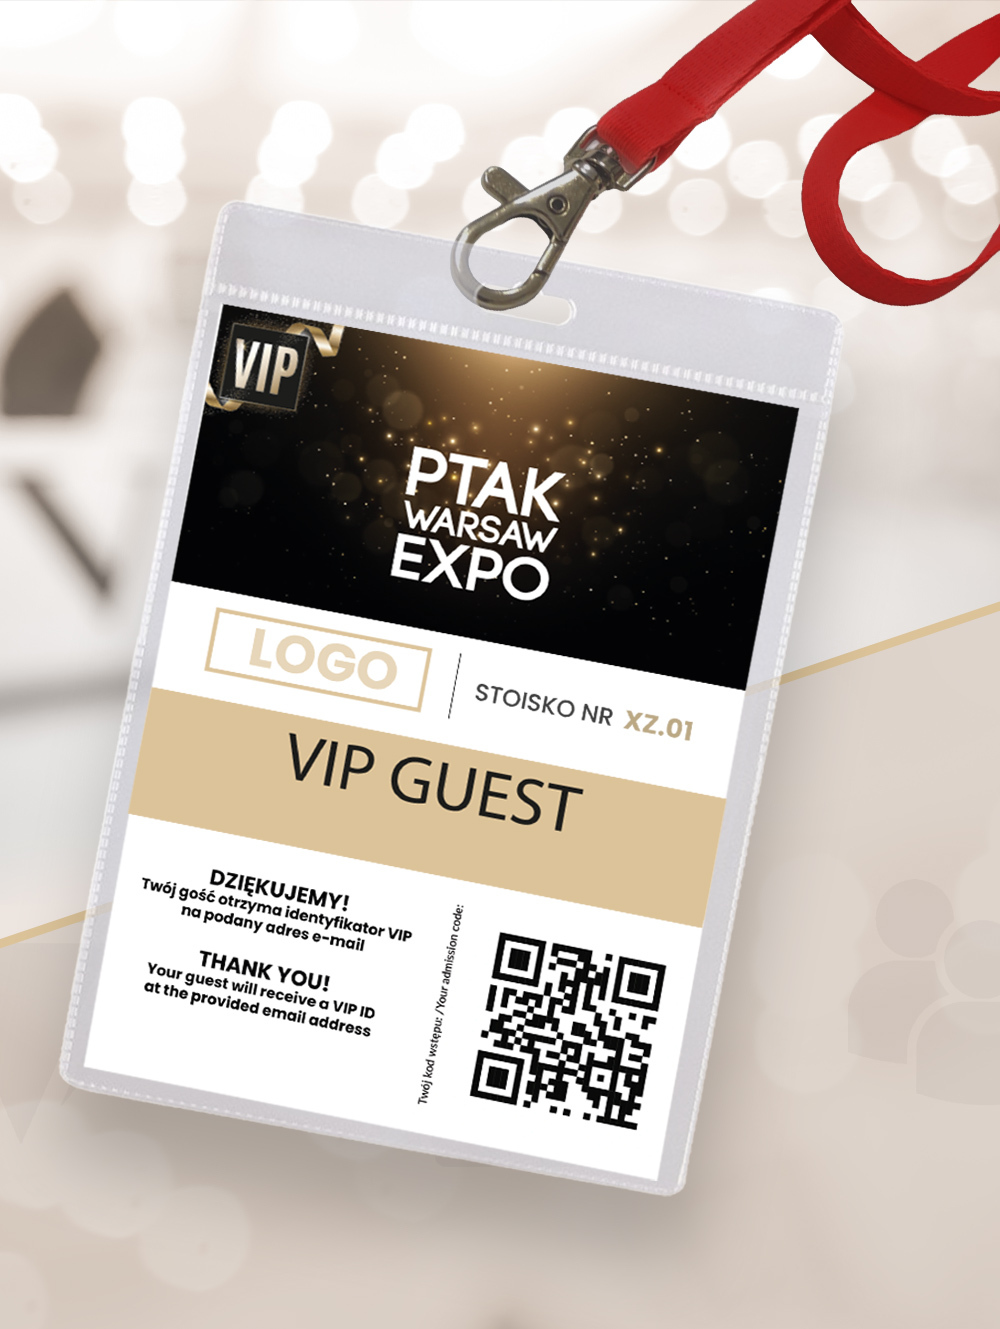 VIP
PTAK
WARSAW
EXPO
LOGO
STOISKO NR XZ.01
VIP GUEST
DZIĘKUJEMY!
Twój gość otrzyma identyfikator VIP
na podany adres e-mail
THANK YOU!
Your guest will receive a VIP ID
at the provided email address
Twój kod wstępu: /Your admission code: